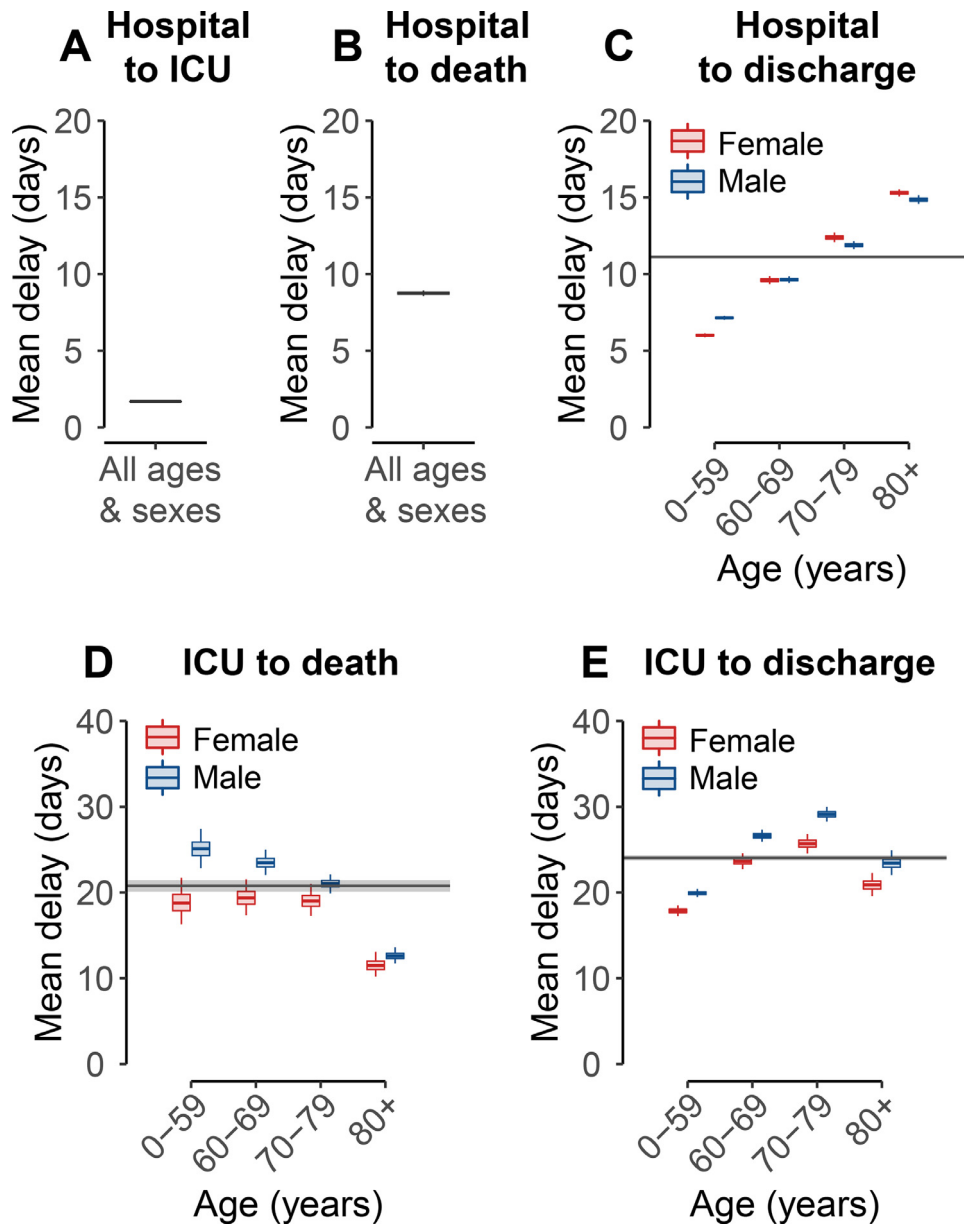 A
Hospital
to ICU
Mean delay (days)
20
15
10
5
0
All ages
& sexes
B
Hospital
to death
Mean delay (days)
20
15
10
5
0
All ages
& sexes
C
Hospital
to discharge
Mean delay (days)
20
15
10
5
0
Female
Male
0–59
60–69
70–79
80+
Age (years)
D
ICU to death
Mean delay (days)
40
30
20
10
0
Female
Male
0–59
60–69
70–79
80+
Age (years)
E
ICU to discharge
Mean delay (days)
40
30
20
10
0
Female
Male
0–59
60–69
70–79
80+
Age (years)